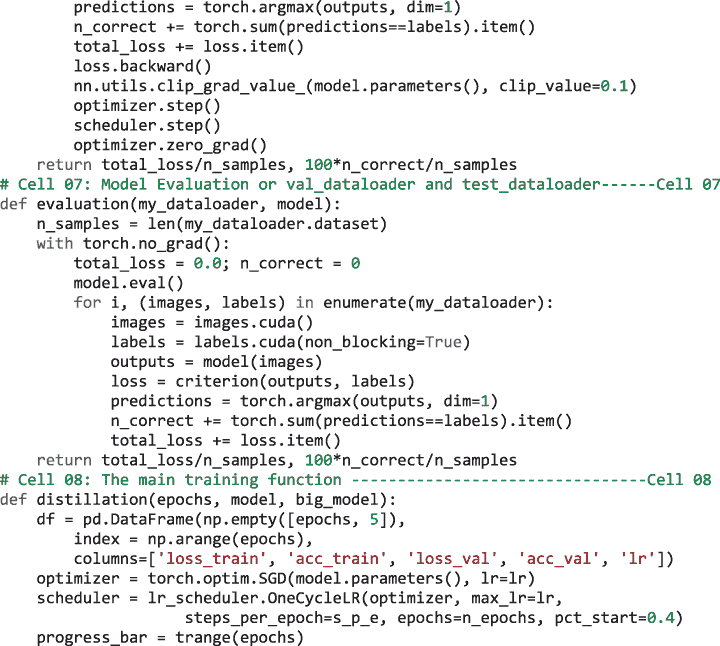 predictions = torch.argmax(outputs, dim=1)
n_correct += torch.sum(predictions==labels).item()
total_loss += loss.item()
loss.backward()
nn.utils.clip_grad_value_(model.parameters(), clip_value=0.1)
optimizer.step()
scheduler.step()
optimizer.zero_grad()
return total_loss/n_samples, 100*n_correct/n_samples
# Cell 07: Model Evaluation or val_dataloader and test_dataloader------Cell 07
def evaluation(my_dataloader, model):
n_samples = len(my_dataloader.dataset)
with torch.no_grad():
total_loss = 0.0; n_correct = 0
model.eval()
for i, (images, labels) in enumerate(my_dataloader):
images = images.cuda()
labels = labels.cuda(non_blocking=True)
outputs = model(images)
loss = criterion(outputs, labels)
predictions = torch.argmax(outputs, dim=1)
n_correct += torch.sum(predictions==labels).item()
total_loss += loss.item()
return total_loss/n_samples, 100*n_correct/n_samples
# Cell 08: The main training function --------------------------------Cell 08
def distillation(epochs, model, big_model):
df = pd.DataFrame(np.empty([epochs, 5]),
index = np.arange(epochs),
columns=['loss_train', 'acc_train', 'loss_val', 'acc_val', 'lr'])
optimizer = torch.optim.SGD(model.parameters(), lr=lr)
scheduler = lr_scheduler.OneCycleLR(optimizer, max_lr=lr,
steps_per_epoch=s_p_e, epochs=n_epochs, pct_start=0.4)
progress_bar = trange(epochs)